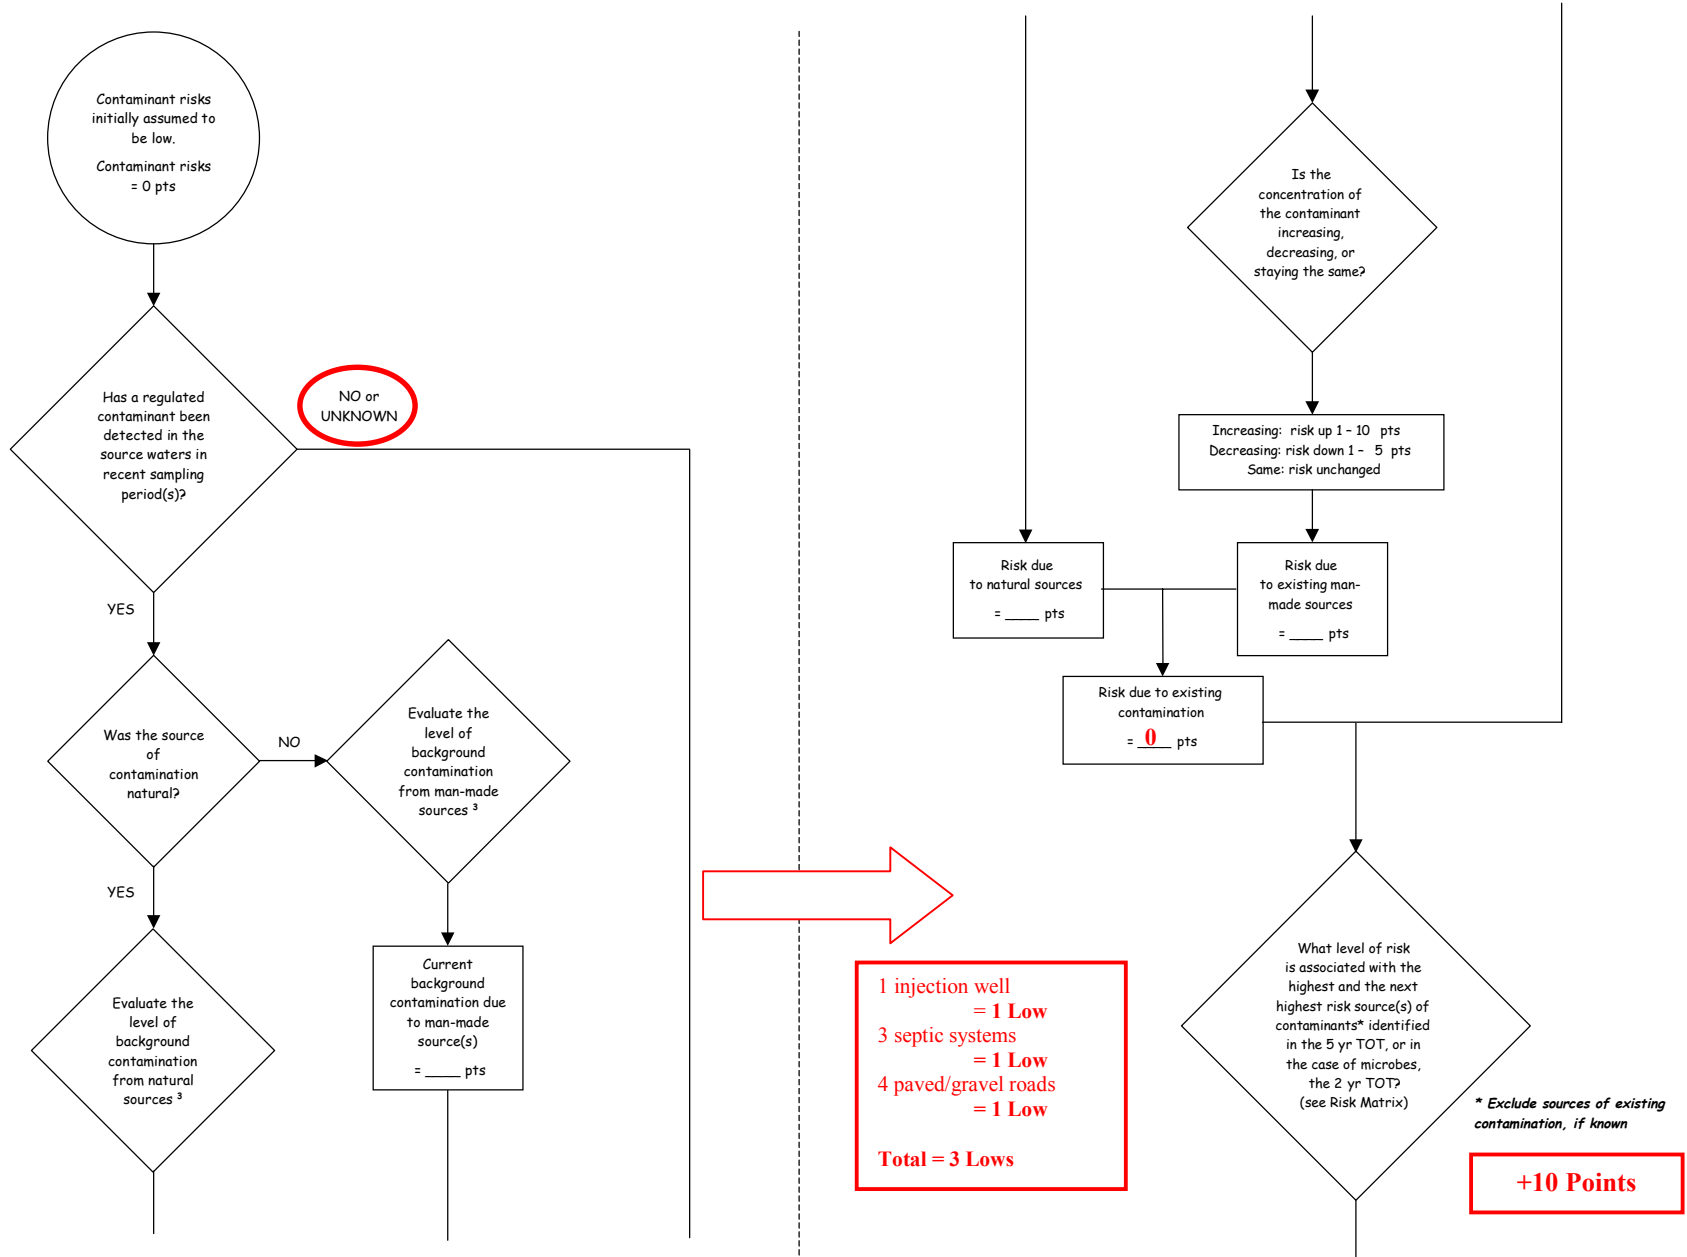 Contaminant risks
initially assumed to
be low.
Contaminant risks
= 0 pts
Has a regulated
contaminant been
detected in the
source waters in
recent sampling
period(s)?
NO or
UNKNOWN
YES
Was the source
of
contamination
natural?
NO
Evaluate the
level of
background
contamination
from man-made
sources ³
YES
Evaluate the
level of
background
contamination
from natural
sources ³
Current
background
contamination due
to man-made
source(s)
= ____ pts
Is the
concentration of
the contaminant
increasing,
decreasing, or
staying the same?
Increasing: risk up 1 – 10 pts
Decreasing: risk down 1 – 5 pts
Same: risk unchanged
Risk due
to natural sources
= ____ pts
Risk due
to existing man-
made sources
= ____ pts
Risk due to existing
contamination
= 0 pts
1 injection well
= 1 Low
3 septic systems
= 1 Low
4 paved/gravel roads
= 1 Low
Total = 3 Lows
What level of risk
is associated with the
highest and the next
highest risk source(s) of
contaminants* identified
in the 5 yr TOT, or in
the case of microbes,
the 2 yr TOT?
(see Risk Matrix)
* Exclude sources of existing
contamination, if known
+10 Points